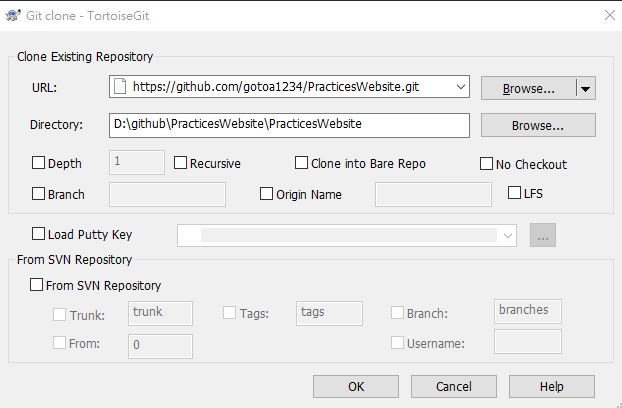 Git clone - TortoiseGit
Clone Existing Repository
URL: https://github.com/gotoa1234/PracticesWebsite.git Browse...
Directory: D:\github\PracticesWebsite\PracticesWebsite Browse...
Depth 1 Recursive Clone into Bare Repo No Checkout
Branch Origin Name LFS
Load Putty Key ...
From SVN Repository
From SVN Repository
Trunk: trunk Tags: tags Branch: branches
From: 0 Username:
OK Cancel Help